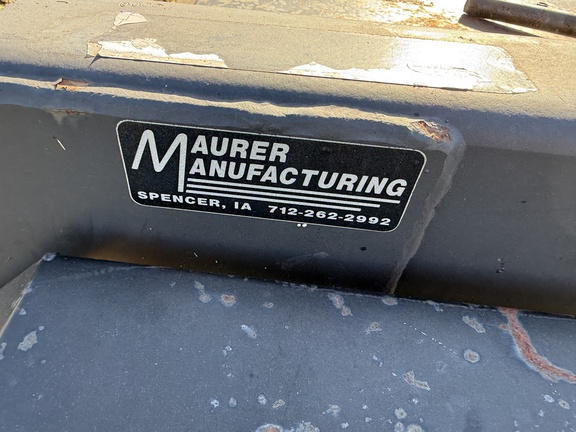 MAURER
MANUFACTURING
SPENCER, IA 712-262-2992